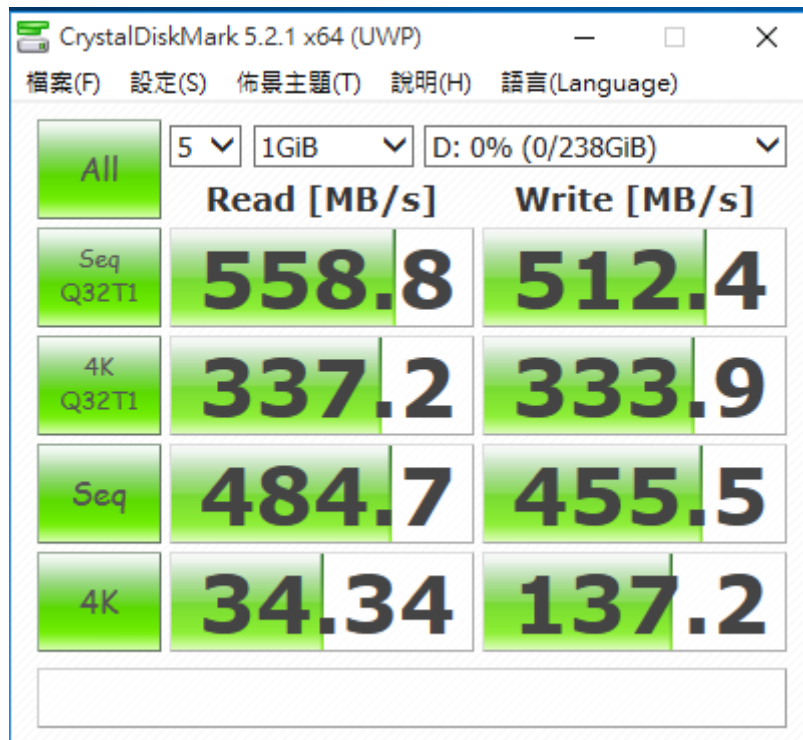 CrystalDiskMark 5.2.1 x64 (UWP)
檔案(F) 設定(S) 佈景主題(T) 說明(H) 語言(Language)
All 5 1GiB D: 0% (0/238GiB)
Read [MB/s] Write [MB/s]
Seq
Q32T1 558.8 512.4
4K
Q32T1 337.2 333.9
Seq 484.7 455.5
4K 34.34 137.2